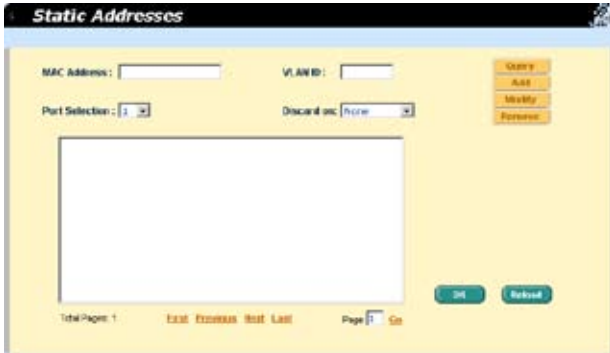 Static Addresses
MAC Address: VLAN ID:
Query
Add
Modify
Remove
Port Selection: 1 Discard on: None
OK Reload
Total Pages: 1 First Previous Next Last Page 1 Go